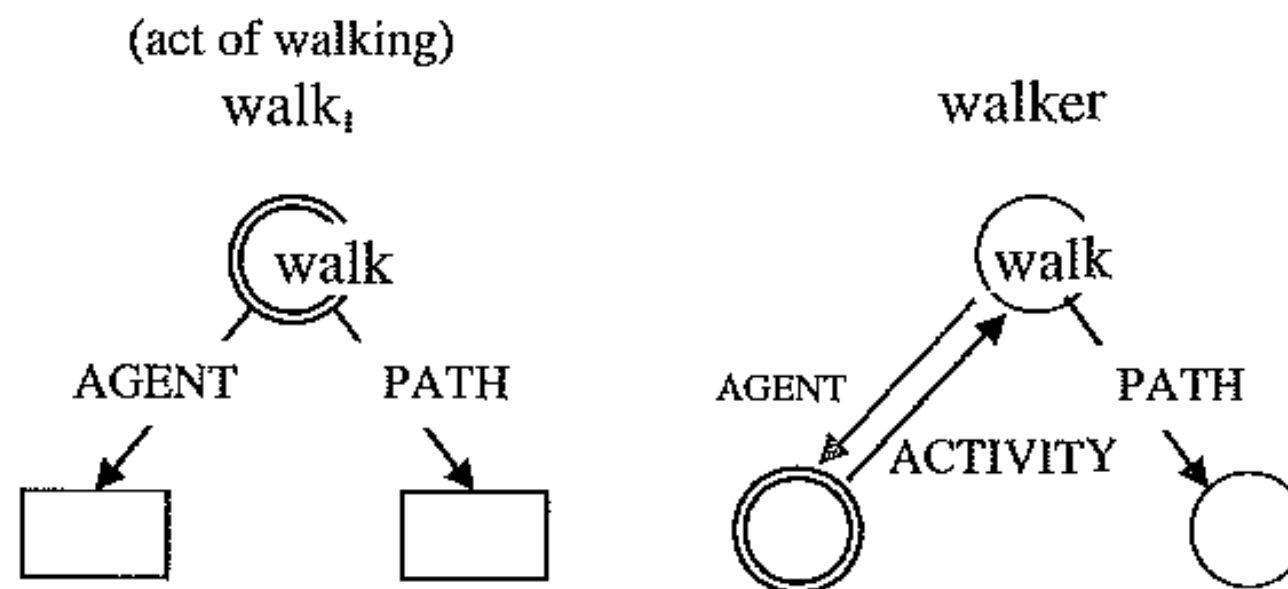 (act of walking)
walk₁
walker
walk
walk
AGENT
PATH
AGENT
ACTIVITY
PATH